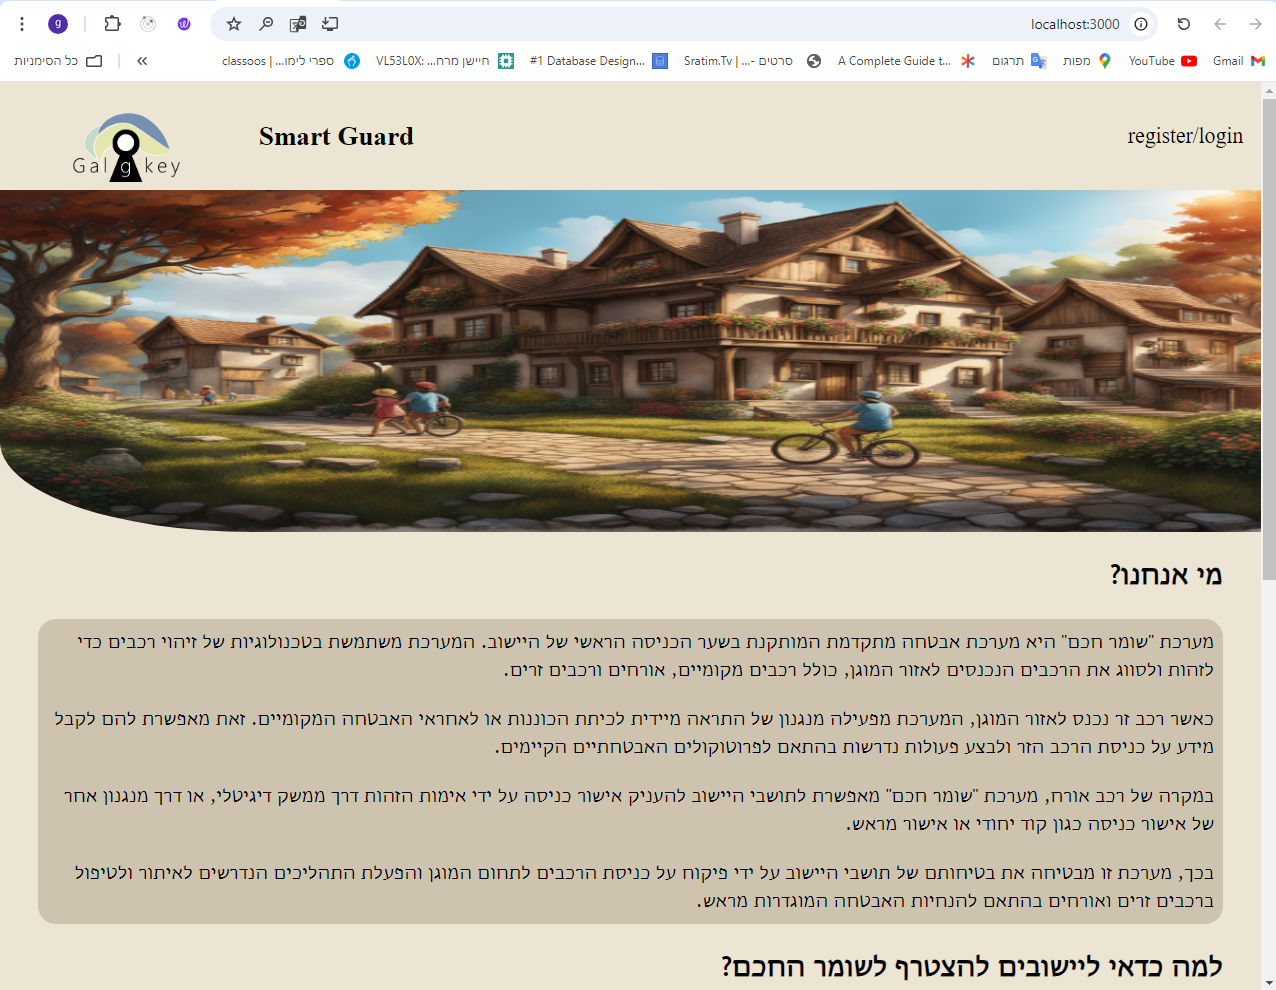 g
localhost:3000
כל הסימניות
»
classoos | ...ספרי לימו
VL53L0X: ...חיישן מרח
#1 Database Design...
Sratim.Tv | ...- סרטים
A Complete Guide t...
תרגום
מפות
YouTube
Gmail
Gal g key
Smart Guard
register/login
מי אנחנו?
מערכת "שומר חכם" היא מערכת אבטחה מתקדמת המותקנת בשער הכניסה הראשי של היישוב. המערכת משתמשת בטכנולוגיות של זיהוי רכבים כדי
לזהות ולסווג את הרכבים הנכנסים לאזור המוגן, כולל רכבים מקומיים, אורחים ורכבים זרים.
כאשר רכב זר נכנס לאזור המוגן, המערכת מפעילה מנגנון של התראה מיידית לכיתת הכוננות או לאחראי האבטחה המקומיים. זאת מאפשרת להם לקבל
מידע על כניסת הרכב הזר ולבצע פעולות נדרשות בהתאם לפרוטוקולים האבטחתיים הקיימים.
במקרה של רכב אורח, מערכת "שומר חכם" מאפשרת לתושבי היישוב להעניק אישור כניסה על ידי אימות הזהות דרך ממשק דיגיטלי, או דרך מנגנון אחר
של אישור כניסה כגון קוד יחודי או אישור מראש.
בכך, מערכת זו מבטיחה את בטיחותם של תושבי היישוב על ידי פיקוח על כניסת הרכבים לתחום המוגן והפעלת התהליכים הנדרשים לאיתור ולטיפול
ברכבים זרים ואורחים בהתאם להנחיות האבטחה המוגדרות מראש.
למה כדאי ליישובים להצטרף לשומר החכם?